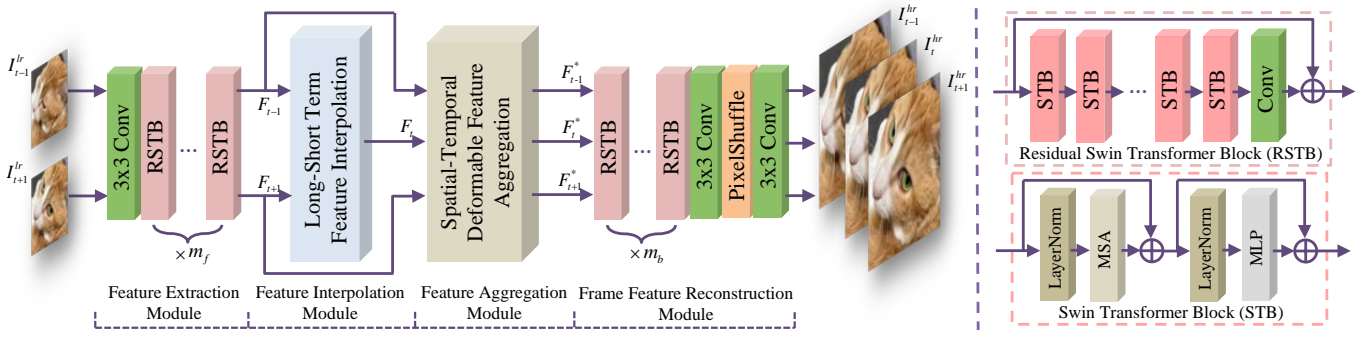 I_{t-1}^{lr}
I_{t+1}^{lr}
3x3 Conv
RSTB
...
RSTB
× m_f
F_{t-1}
F_{t+1}
Long-Short Term
Feature Interpolation
F_t
Spatial-Temporal
Deformable Feature
Aggregation
F_{t-1}^*
F_t^*
F_{t+1}^*
RSTB
...
RSTB
× m_b
3x3 Conv
PixelShuffle
3x3 Conv
I_{t-1}^{hr}
I_t^{hr}
I_{t+1}^{hr}
Feature Extraction
Module
Feature Interpolation
Module
Feature Aggregation
Module
Frame Feature Reconstruction
Module
STB
STB
...
STB
STB
Conv
Residual Swin Transformer Block (RSTB)
LayerNorm
MSA
LayerNorm
MLP
Swin Transformer Block (STB)